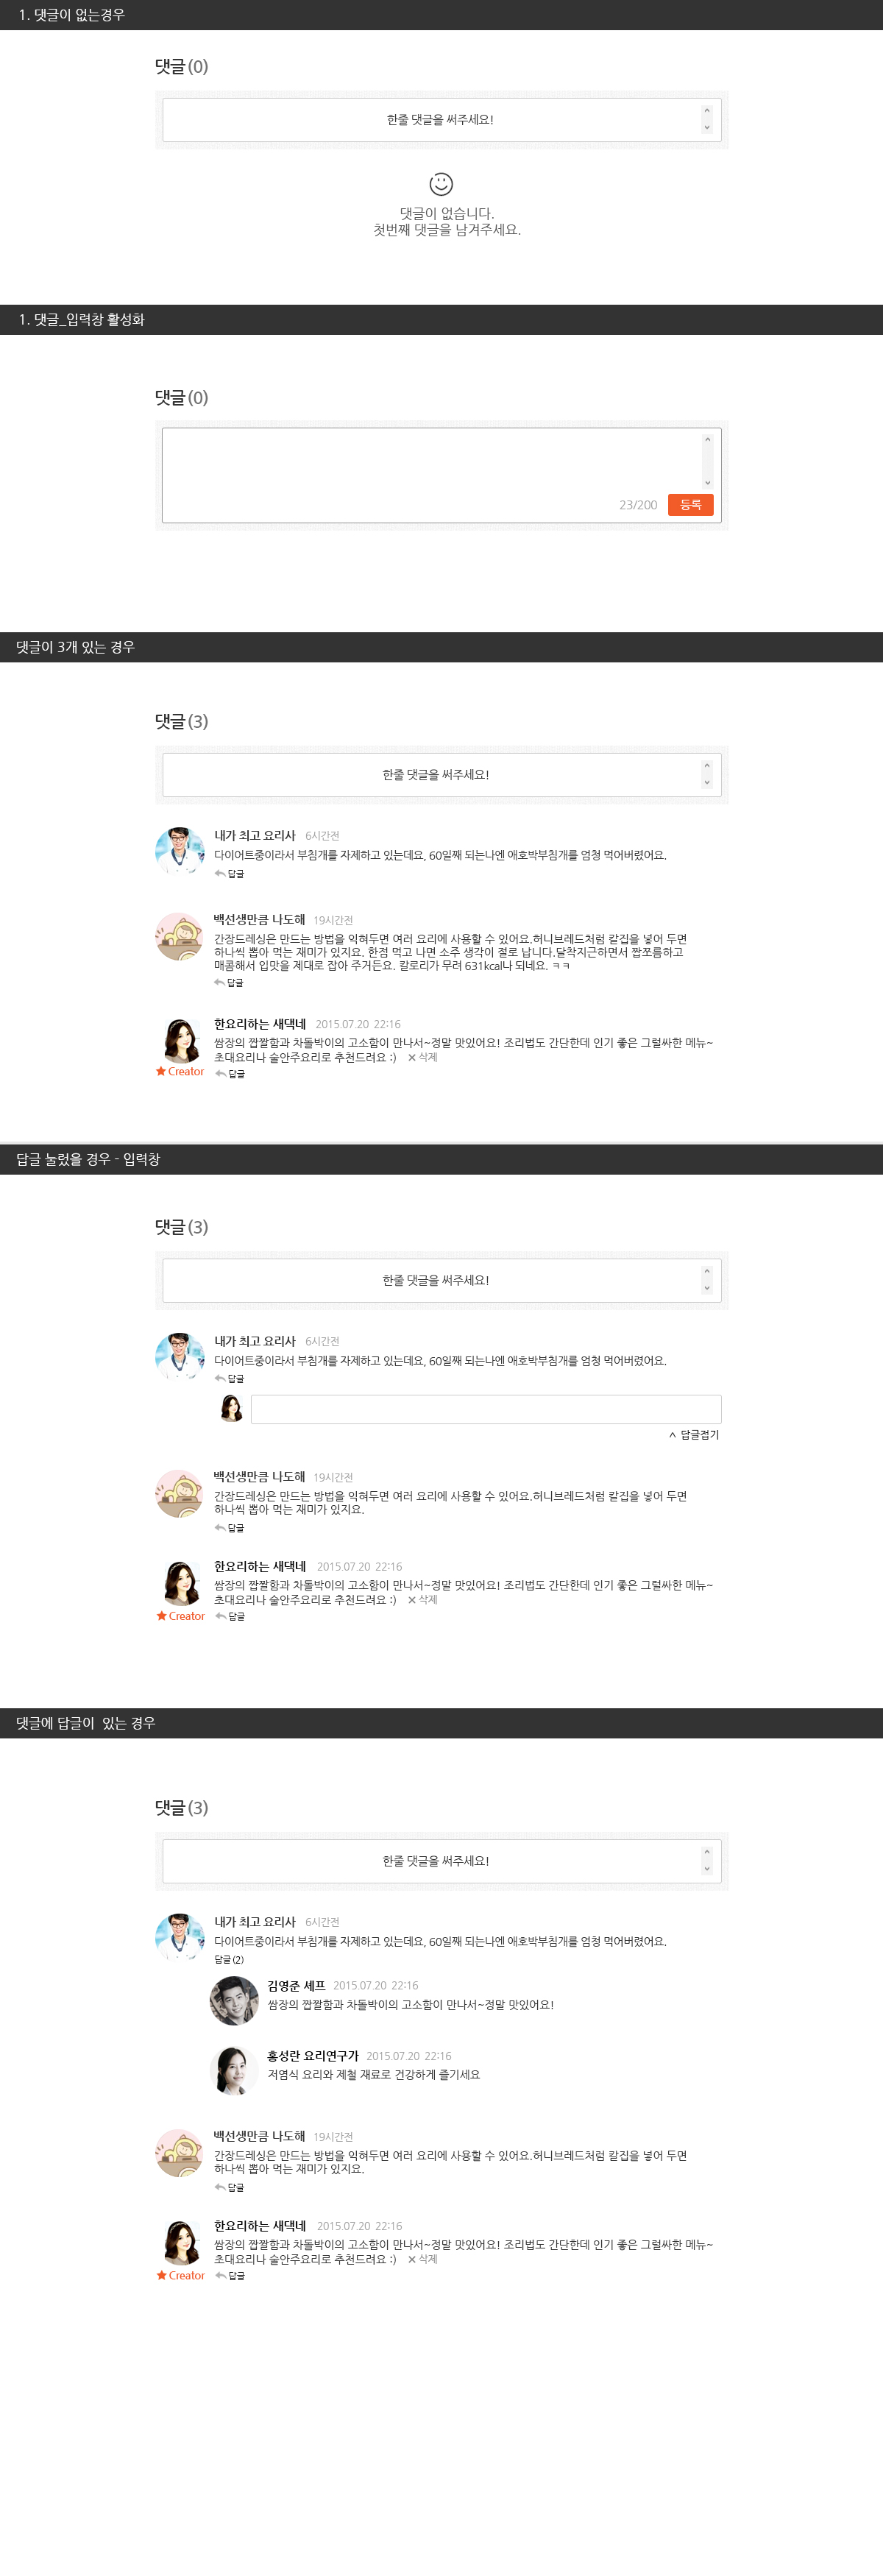 1. 댓글이 없는경우
댓글(0)
한줄 댓글을 써주세요!
댓글이 없습니다.
첫번째 댓글을 남겨주세요.
1. 댓글_입력창 활성화
댓글(0)
23/200 등록
댓글이 3개 있는 경우
댓글(3)
한줄 댓글을 써주세요!
내가 최고 요리사 6시간전
다이어트중이라서 부침개를 자제하고 있는데요, 60일째 되는나엔 애호박부침개를 엄청 먹어버렸어요.
답글
백선생만큼 나도해 19시간전
간장드레싱은 만드는 방법을 익혀두면 여러 요리에 사용할 수 있어요.허니브레드처럼 칼집을 넣어 두면
하나씩 뽑아 먹는 재미가 있지요. 한점 먹고 나면 소주 생각이 절로 납니다.달착지근하면서 짭쪼름하고
매콤해서 입맛을 제대로 잡아 주거든요. 칼로리가 무려 631kcal나 되네요. ㅋㅋ
답글
한요리하는 새댁네 2015.07.20 22:16
쌈장의 짭짤함과 차돌박이의 고소함이 만나서~정말 맛있어요! 조리법도 간단한데 인기 좋은 그럴싸한 메뉴~
초대요리나 술안주요리로 추천드려요 :) × 삭제
★ Creator 답글
답글 눌렀을 경우 - 입력창
댓글(3)
한줄 댓글을 써주세요!
내가 최고 요리사 6시간전
다이어트중이라서 부침개를 자제하고 있는데요, 60일째 되는나엔 애호박부침개를 엄청 먹어버렸어요.
답글
^ 답글접기
백선생만큼 나도해 19시간전
간장드레싱은 만드는 방법을 익혀두면 여러 요리에 사용할 수 있어요.허니브레드처럼 칼집을 넣어 두면
하나씩 뽑아 먹는 재미가 있지요.
답글
한요리하는 새댁네 2015.07.20 22:16
쌈장의 짭짤함과 차돌박이의 고소함이 만나서~정말 맛있어요! 조리법도 간단한데 인기 좋은 그럴싸한 메뉴~
초대요리나 술안주요리로 추천드려요 :) × 삭제
★ Creator 답글
댓글에 답글이 있는 경우
댓글(3)
한줄 댓글을 써주세요!
내가 최고 요리사 6시간전
다이어트중이라서 부침개를 자제하고 있는데요, 60일째 되는나엔 애호박부침개를 엄청 먹어버렸어요.
답글(2)
김영준 셰프 2015.07.20 22:16
쌈장의 짭짤함과 차돌박이의 고소함이 만나서~정말 맛있어요!
홍성란 요리연구가 2015.07.20 22:16
저염식 요리와 제철 재료로 건강하게 즐기세요
백선생만큼 나도해 19시간전
간장드레싱은 만드는 방법을 익혀두면 여러 요리에 사용할 수 있어요.허니브레드처럼 칼집을 넣어 두면
하나씩 뽑아 먹는 재미가 있지요.
답글
한요리하는 새댁네 2015.07.20 22:16
쌈장의 짭짤함과 차돌박이의 고소함이 만나서~정말 맛있어요! 조리법도 간단한데 인기 좋은 그럴싸한 메뉴~
초대요리나 술안주요리로 추천드려요 :) × 삭제
★ Creator 답글